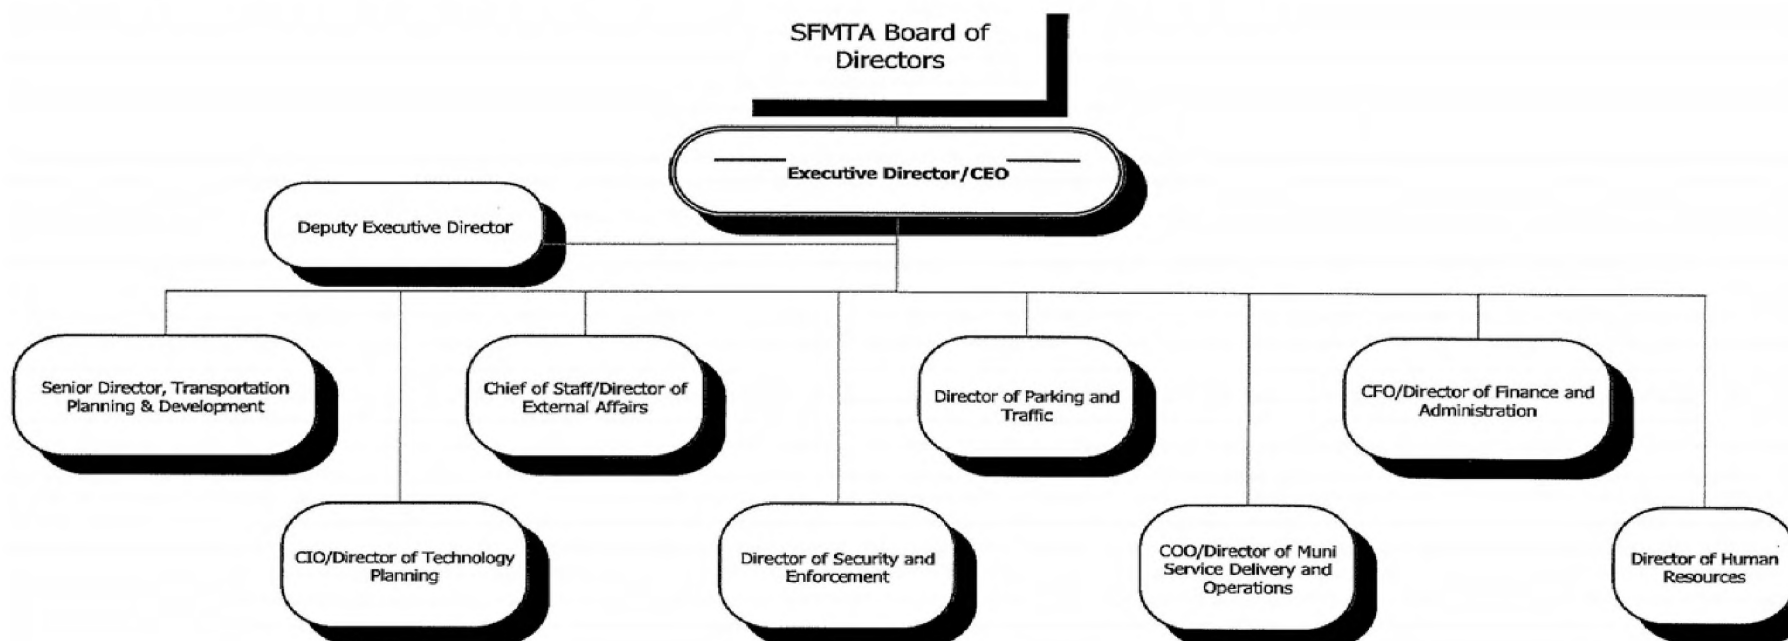 SFMTA Board of
Directors
Executive Director/CEO
Deputy Executive Director
Senior Director, Transportation
Planning & Development
Chief of Staff/Director of
External Affairs
Director of Parking and
Traffic
CFO/Director of Finance and
Administration
CIO/Director of Technology
Planning
Director of Security and
Enforcement
COO/Director of Muni
Service Delivery and
Operations
Director of Human
Resources